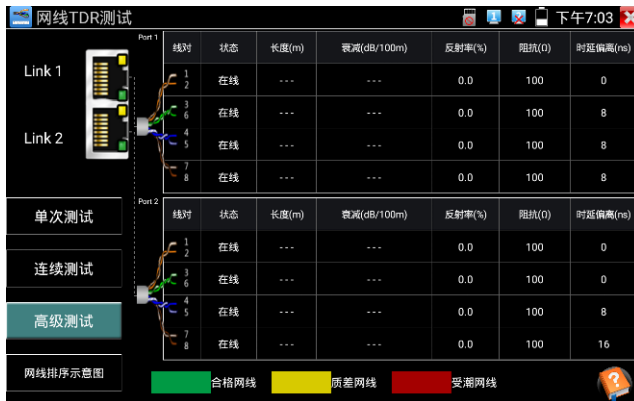 网线TDR测试
下午7:03
Link 1
Link 2
Port 1
线对 状态 长度(m) 衰减(dB/100m) 反射率(%) 阻抗(Ω) 时延偏离(ns)
1 2 在线 --- --- 0.0 100 0
3 6 在线 --- --- 0.0 100 8
4 5 在线 --- --- 0.0 100 8
7 8 在线 --- --- 0.0 100 8
Port 2
线对 状态 长度(m) 衰减(dB/100m) 反射率(%) 阻抗(Ω) 时延偏离(ns)
1 2 在线 --- --- 0.0 100 0
3 6 在线 --- --- 0.0 100 0
4 5 在线 --- --- 0.0 100 8
7 8 在线 --- --- 0.0 100 16
单次测试
连续测试
高级测试
网线排序示意图
合格网线 质差网线 受潮网线